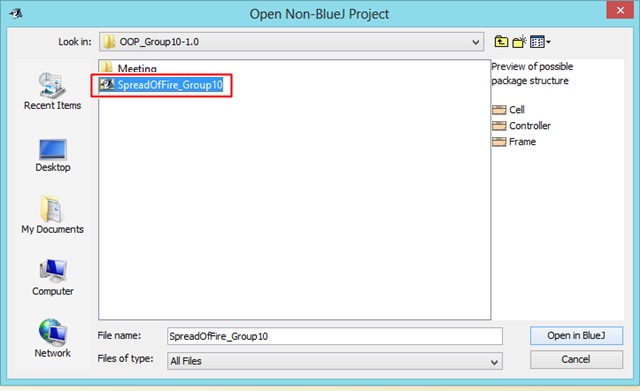 Open Non-BlueJ Project
Look in: OOP_Group10-1.0
Recent Items
Desktop
My Documents
Computer
Network
Meeting
SpreadOfFire_Group10
Preview of possible
package structure
Cell
Controller
Frame
File name: SpreadOfFire_Group10 Open in BlueJ
Files of type: All Files Cancel